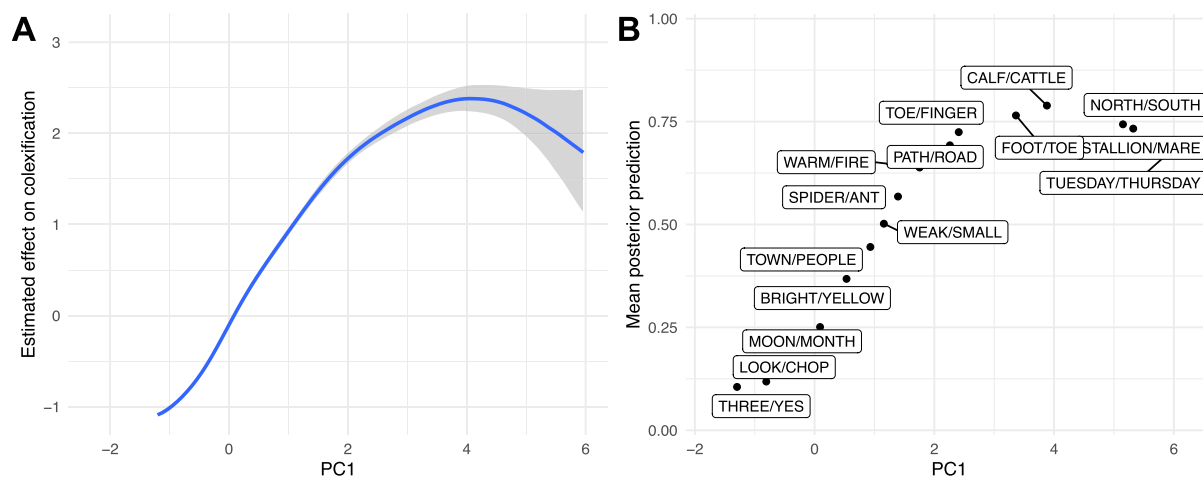 A
Estimated effect on colexification
3
2
1
0
−1
−2
0
2
4
6
PC1
B
Mean posterior prediction
1.00
0.75
0.50
0.25
0.00
CALF/CATTLE
NORTH/SOUTH
TOE/FINGER
FOOT/TOE
STALLION/MARE
PATH/ROAD
WARM/FIRE
TUESDAY/THURSDAY
SPIDER/ANT
WEAK/SMALL
TOWN/PEOPLE
BRIGHT/YELLOW
MOON/MONTH
LOOK/CHOP
THREE/YES
−2
0
2
4
6
PC1